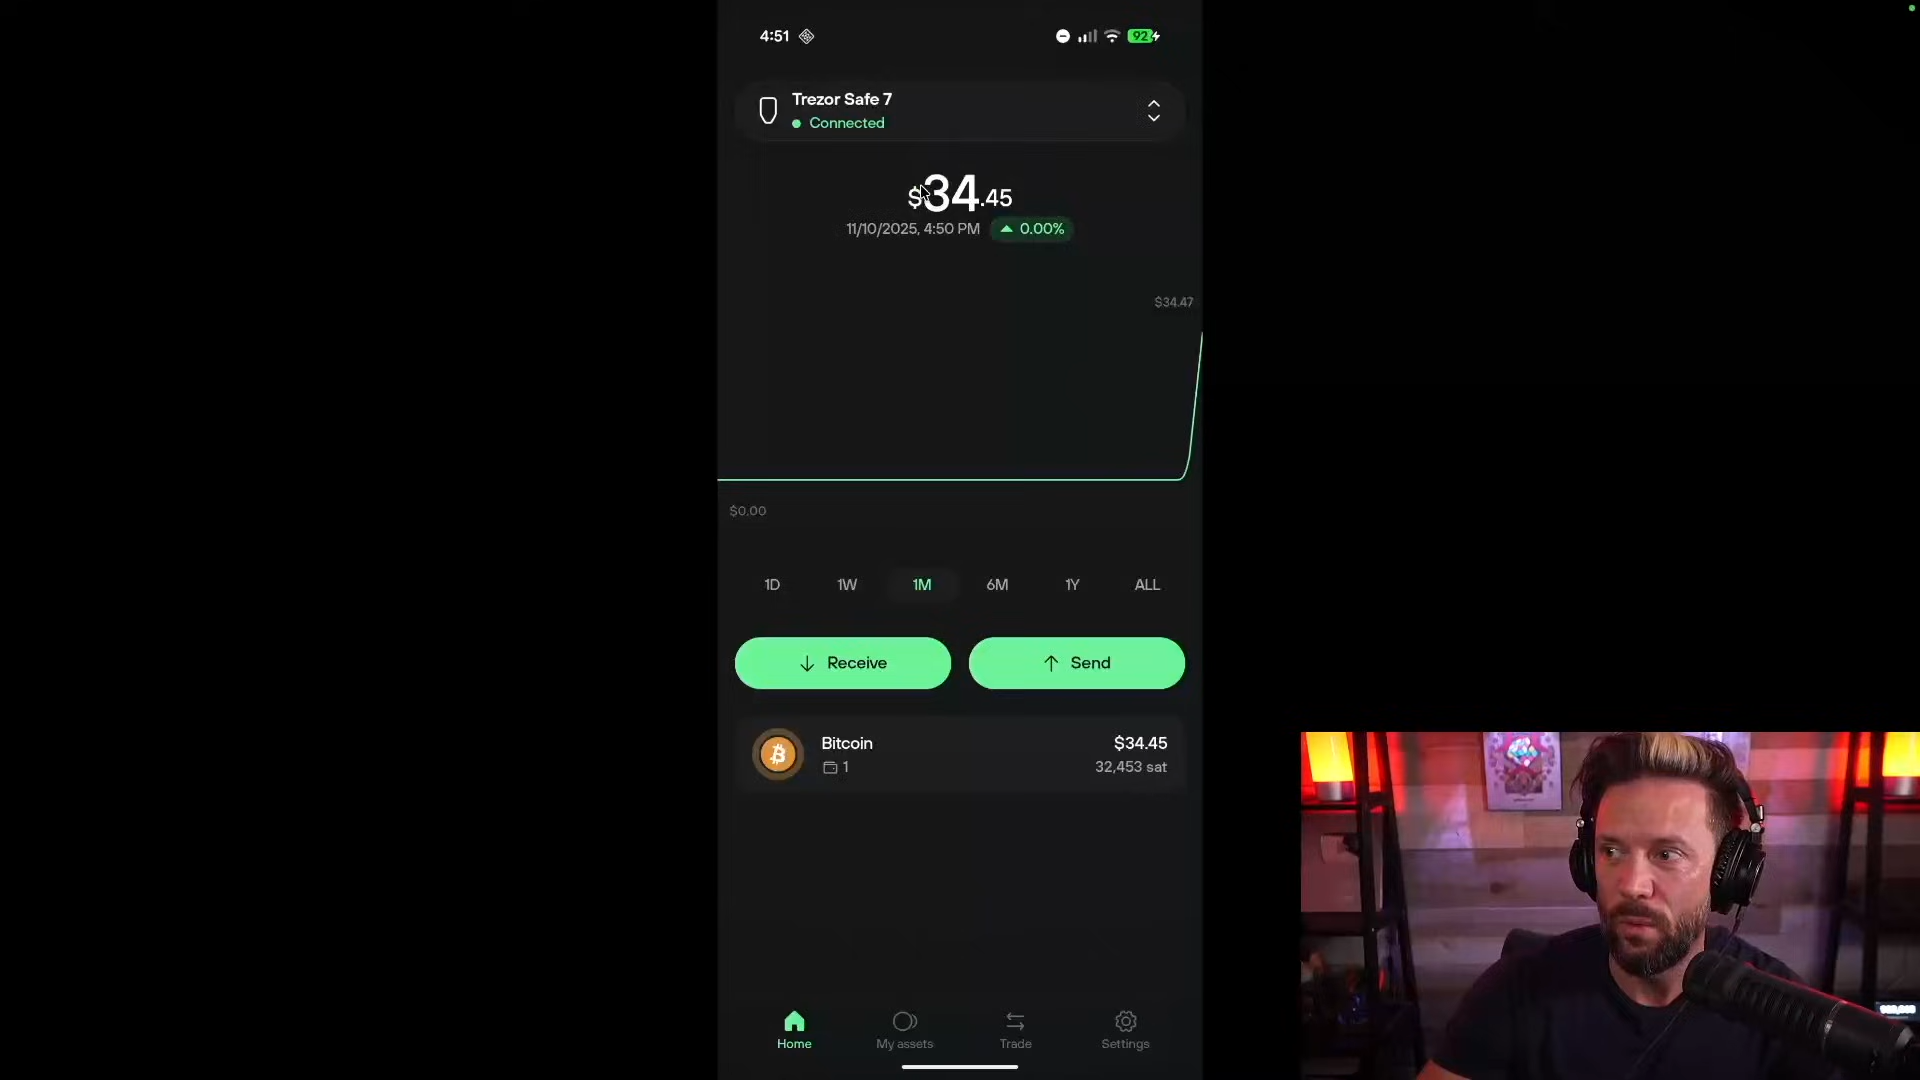 4:51
92
Trezor Safe 7
Connected
$34.45
11/10/2025, 4:50 PM 0.00%
$34.47
$0.00
1D 1W 1M 6M 1Y ALL
Receive Send
Bitcoin $34.45
1 32,453 sat
Home My assets Trade Settings